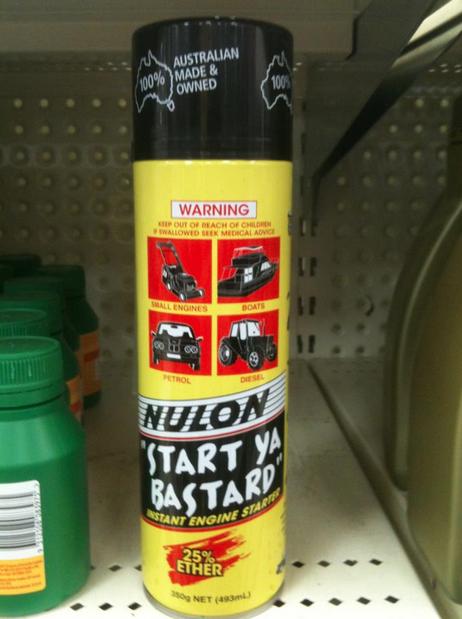 AUSTRALIAN
MADE &
OWNED
100%
100%
WARNING
KEEP OUT OF REACH OF CHILDREN
IF SWALLOWED SEEK MEDICAL ADVICE
SMALL ENGINES
BOATS
PETROL
DIESEL
NULON
"START YA
BASTARD"
INSTANT ENGINE STARTER
25%
ETHER
350g NET (493mL)